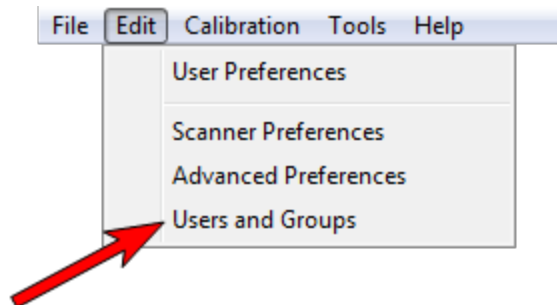 File Edit Calibration Tools Help
User Preferences
Scanner Preferences
Advanced Preferences
Users and Groups